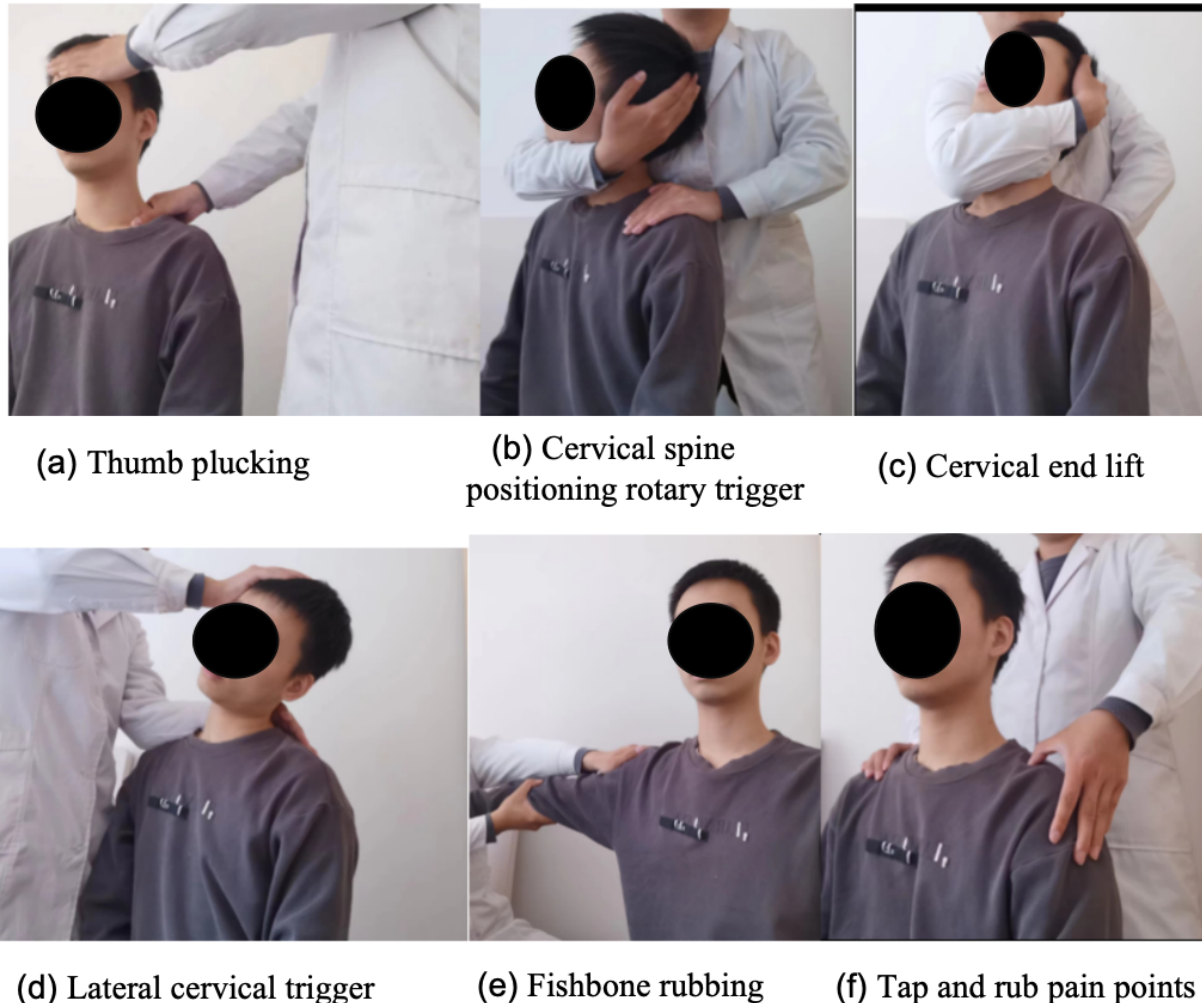 (a) Thumb plucking
(b) Cervical spine
positioning rotary trigger
(c) Cervical end lift
(d) Lateral cervical trigger
(e) Fishbone rubbing
(f) Tap and rub pain points